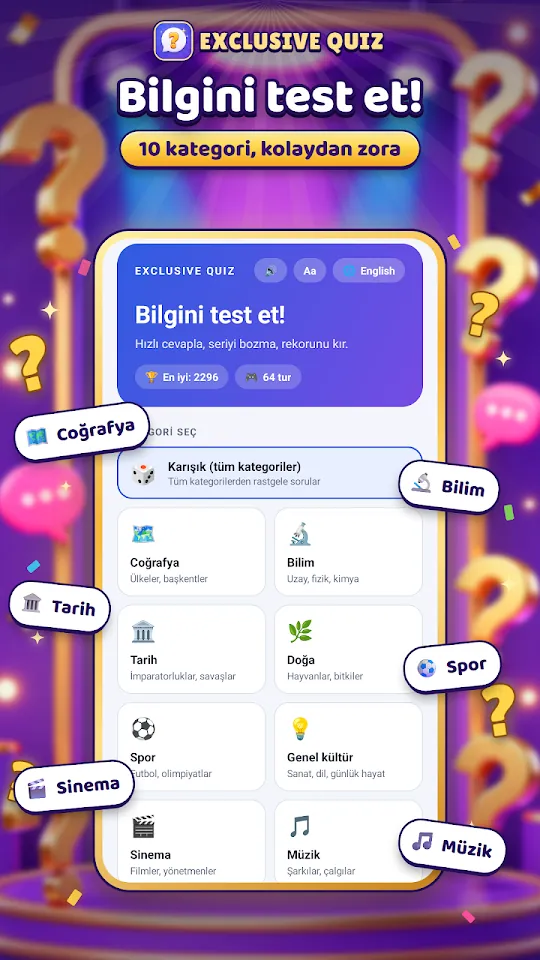 EXCLUSIVE QUIZ
Bilgini test et!
10 kategori, kolaydan zora
EXCLUSIVE QUIZ
Aa
English
Bilgini test et!
Hızlı cevapla, seriyi bozma, rekorunu kır.
En iyi: 2296
64 tur
Coğrafya
GORİ SEÇ
Karışık (tüm kategoriler)
Tüm kategorilerden rastgele sorular
Bilim
Coğrafya
Ülkeler, başkentler
Bilim
Uzay, fizik, kimya
Tarih
Tarih
İmparatorluklar, savaşlar
Doğa
Hayvanlar, bitkiler
Spor
Spor
Futbol, olimpiyatlar
Genel kültür
Sanat, dil, günlük hayat
Sinema
Sinema
Filmler, yönetmenler
Müzik
Şarkılar, çalgılar
Müzik